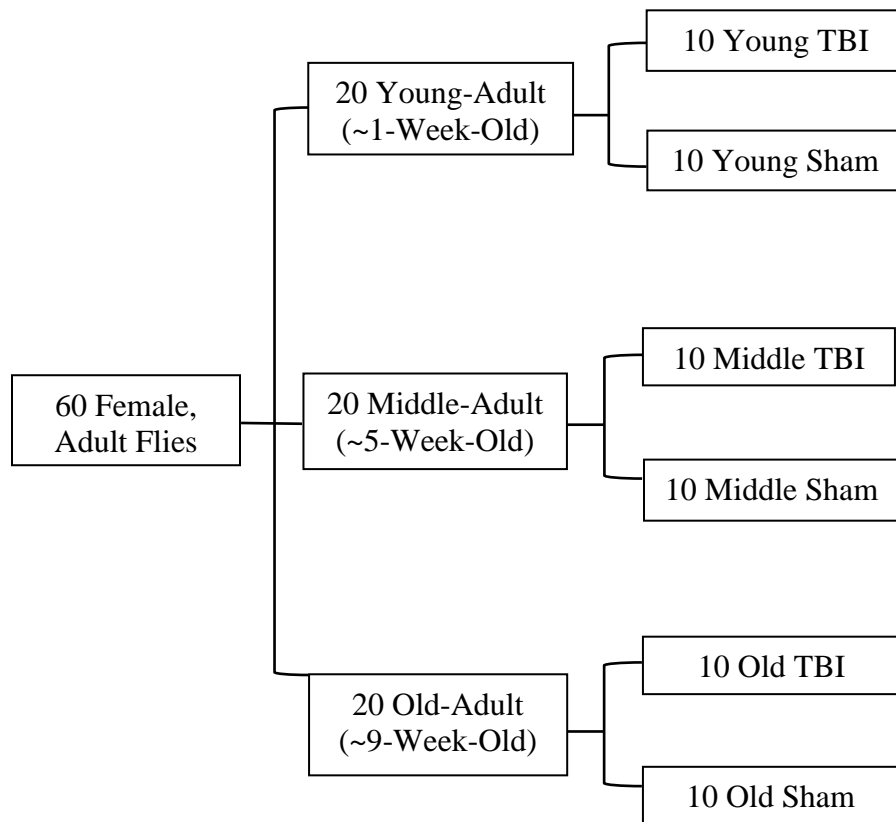 60 Female,
Adult Flies
20 Young-Adult
(~1-Week-Old)
10 Young TBI
10 Young Sham
20 Middle-Adult
(~5-Week-Old)
10 Middle TBI
10 Middle Sham
20 Old-Adult
(~9-Week-Old)
10 Old TBI
10 Old Sham